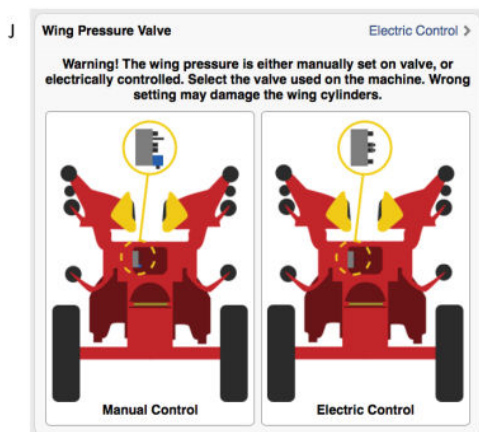 J
Wing Pressure Valve Electric Control >
Warning! The wing pressure is either manually set on valve, or
electrically controlled. Select the valve used on the machine. Wrong
setting may damage the wing cylinders.
Manual Control Electric Control